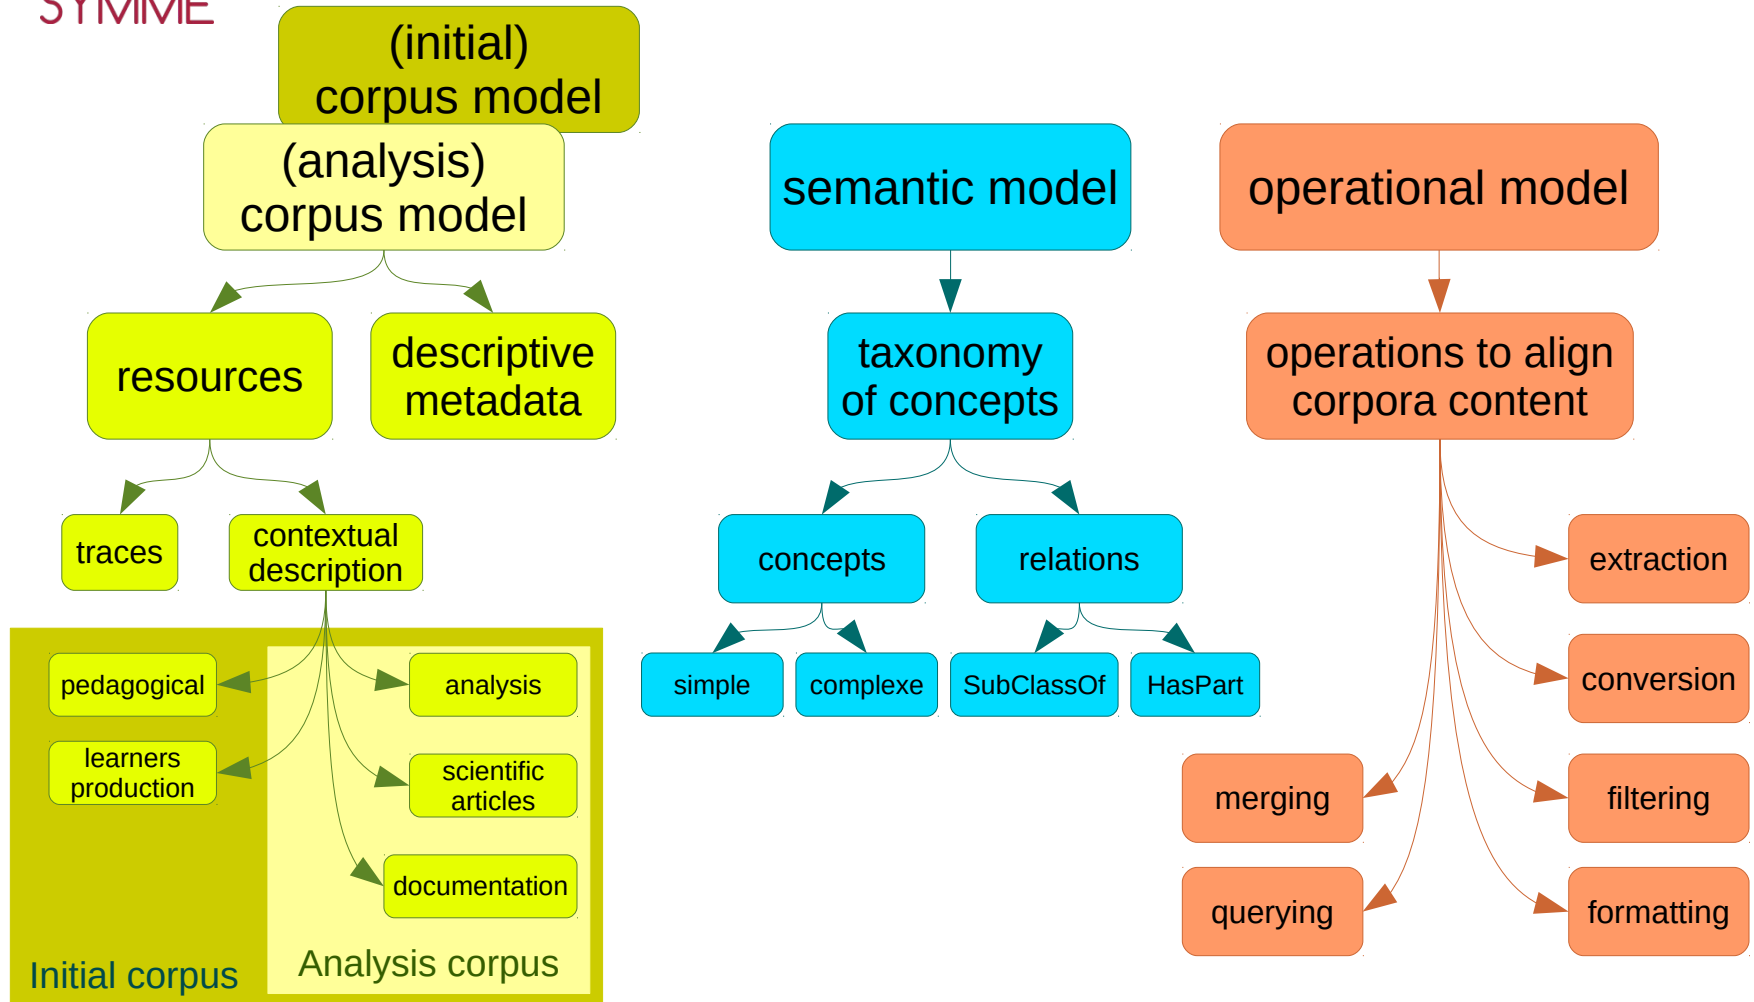 SYMME
(initial)
corpus model
(analysis)
corpus model
semantic model
operational model
resources
descriptive
metadata
taxonomy
of concepts
operations to align
corpora content
traces
contextual
description
concepts
relations
extraction
pedagogical
analysis
simple
complexe
SubClassOf
HasPart
conversion
learners
production
scientific
articles
merging
filtering
documentation
querying
formatting
Initial corpus
Analysis corpus